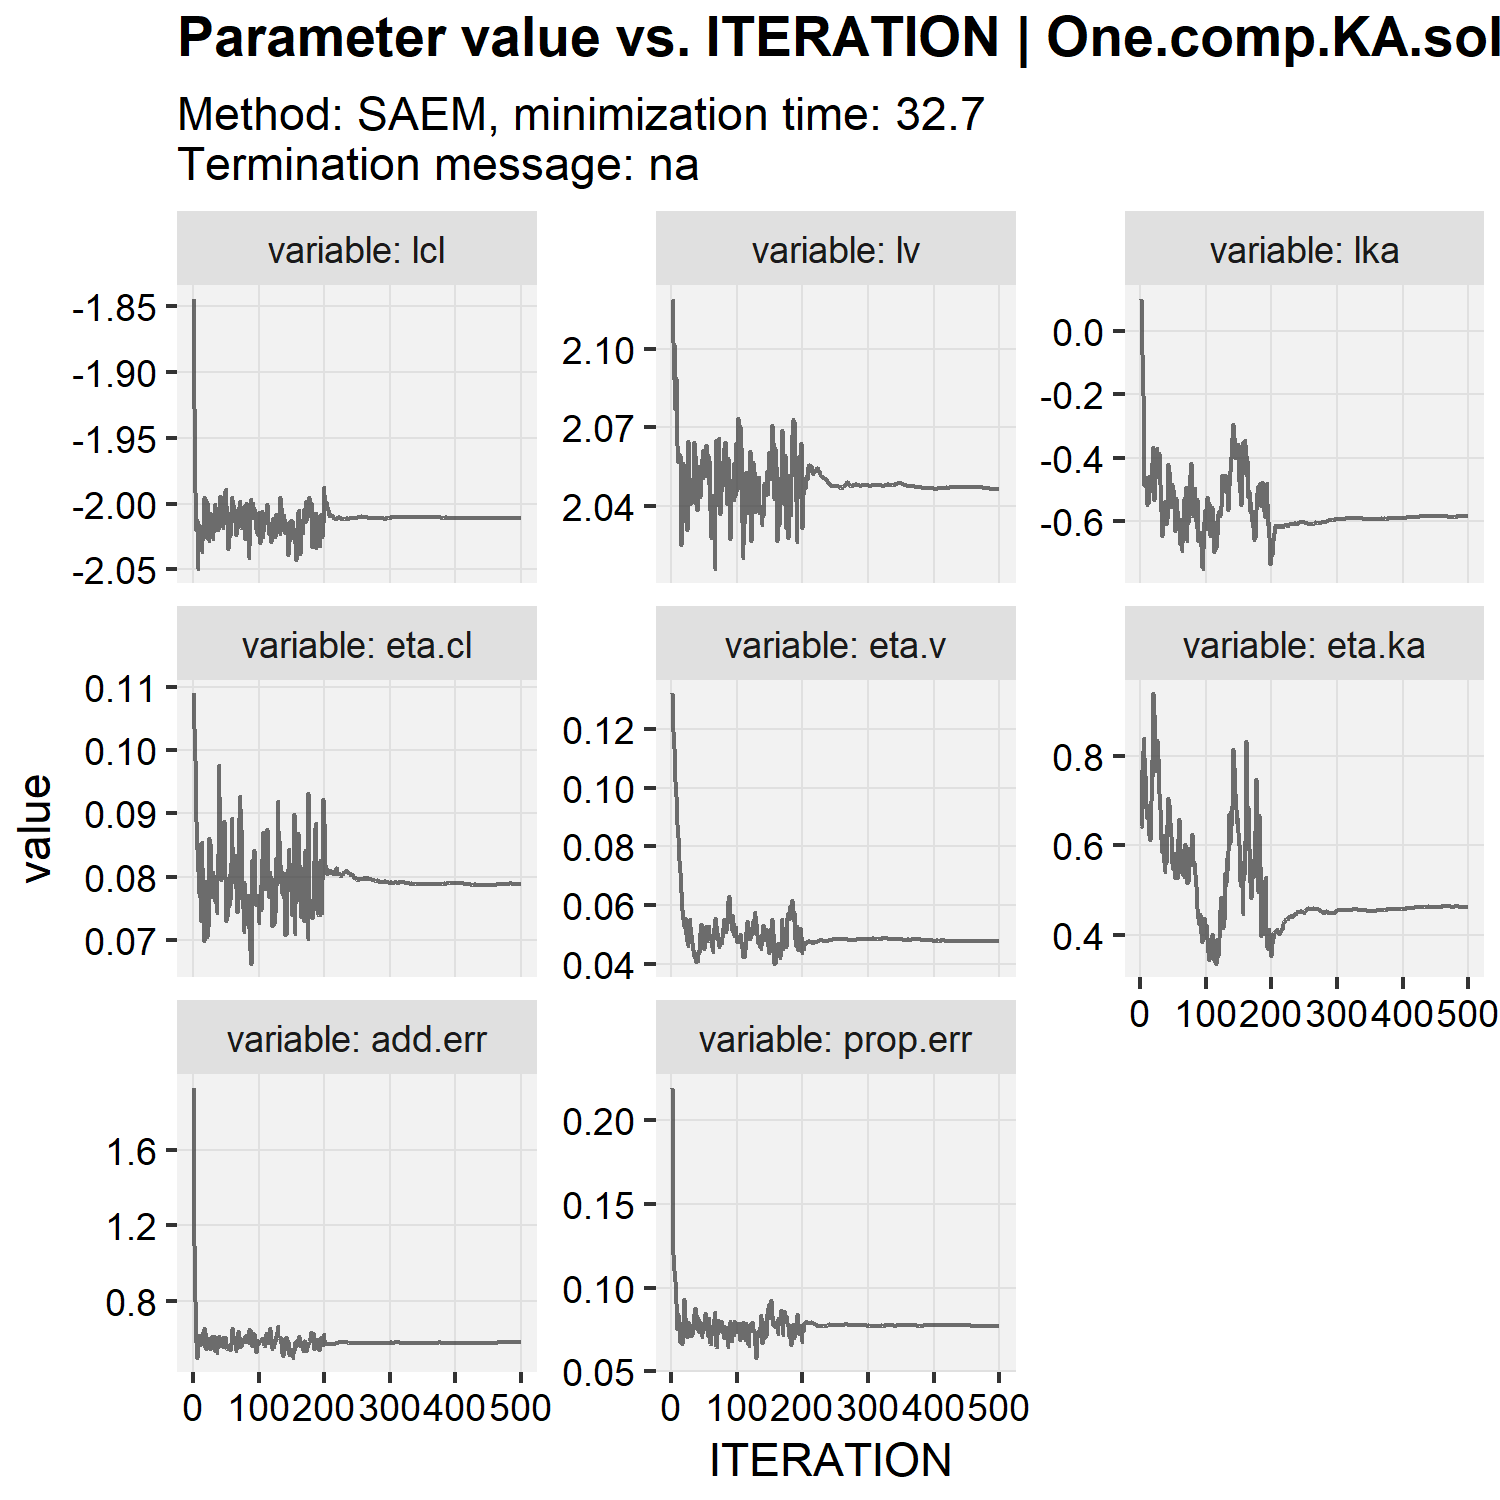 Parameter value vs. ITERATION | One.comp.KA.sol
Method: SAEM, minimization time: 32.7
Termination message: na
variable: lcl
variable: lv
variable: lka
-1.85
-1.90
-1.95
-2.00
-2.05
2.10
2.07
2.04
0.0
-0.2
-0.4
-0.6
variable: eta.cl
variable: eta.v
variable: eta.ka
0.11
0.10
0.09
0.08
0.07
0.12
0.10
0.08
0.06
0.04
0.8
0.6
0.4
0 100 200 300 400 500
value
variable: add.err
variable: prop.err
1.6
1.2
0.8
0.20
0.15
0.10
0.05
0 100 200 300 400 500
0 100 200 300 400 500
ITERATION